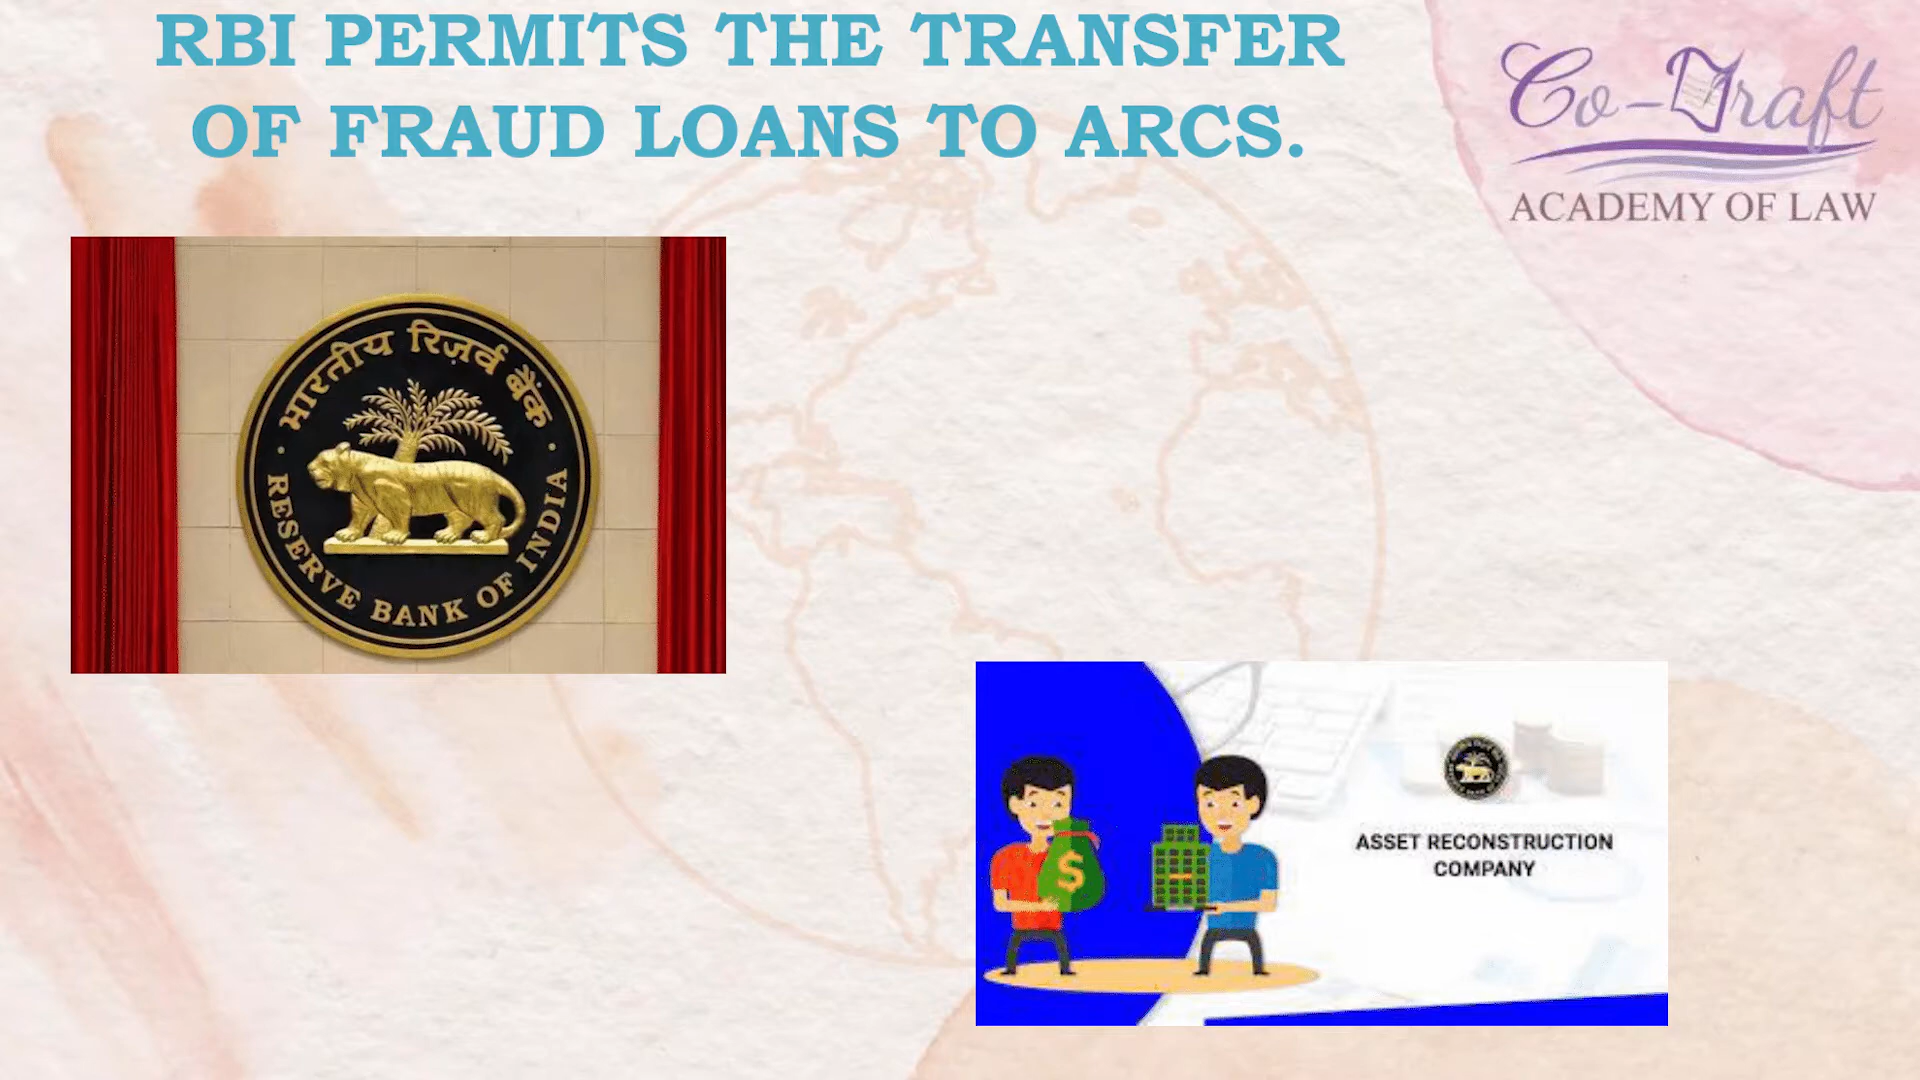 RBI PERMITS THE TRANSFER
OF FRAUD LOANS TO ARCS.
Co-Draft
ACADEMY OF LAW
भारतीय रिज़र्व बैंक
RESERVE BANK OF INDIA
$
ASSET RECONSTRUCTION
COMPANY